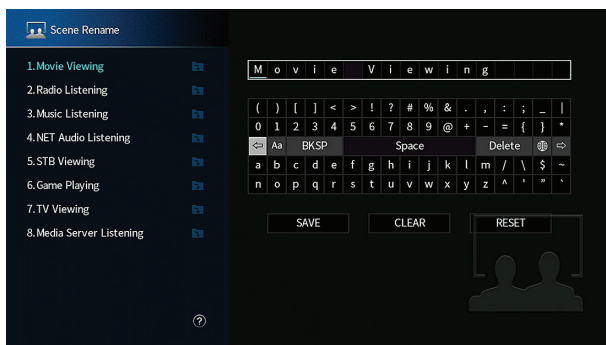 Scene Rename
1.Movie Viewing
2.Radio Listening
3.Music Listening
4.NET Audio Listening
5.STB Viewing
6.Game Playing
7.TV Viewing
8.Media Server Listening
?
Movie Viewing
( ) [ ] < > ! ? # % & . , : ; _ |
0 1 2 3 4 5 6 7 8 9 @ + - = { } *
⇦ Aa BKSP Space Delete ⇨
a b c d e f g h i j k l m / \ $ ~
n o p q r s t u v w x y z ^ ' " `
SAVE CLEAR RESET